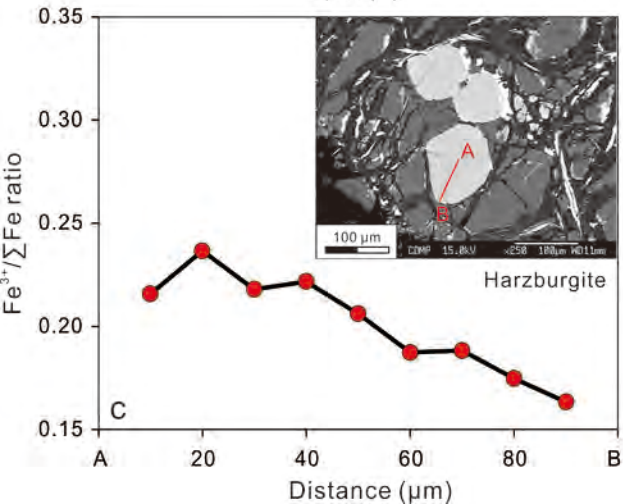 0.35
0.30
0.25
0.20
0.15
Fe³⁺/∑Fe ratio
A
B
100 µm
COMP 15.0kV ×250 100µm WD11mm
Harzburgite
C
A 20 40 60 80 B
Distance (µm)